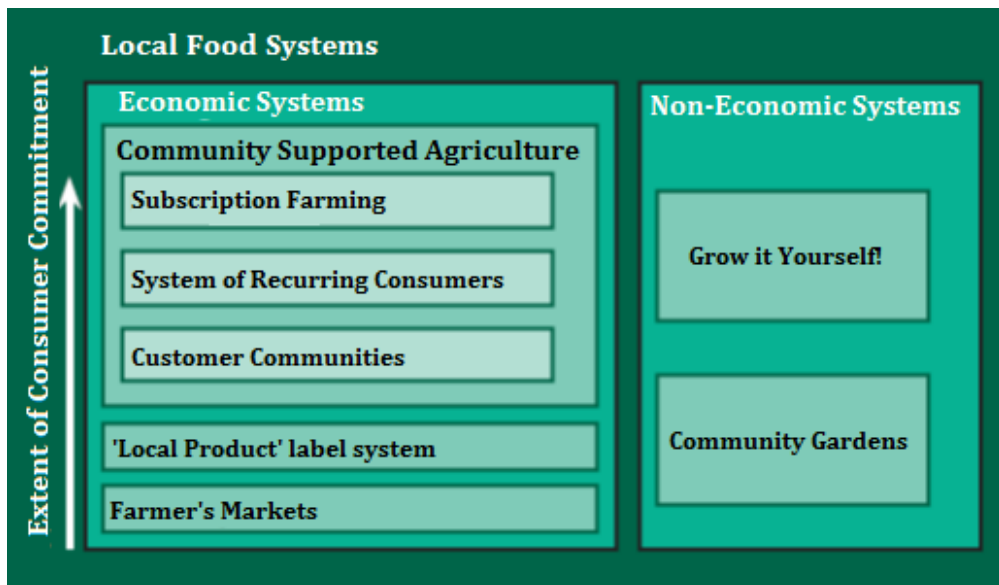 Local Food Systems
Extent of Consumer Commitment
Economic Systems
Community Supported Agriculture
Subscription Farming
System of Recurring Consumers
Customer Communities
'Local Product' label system
Farmer's Markets
Non-Economic Systems
Grow it Yourself!
Community Gardens